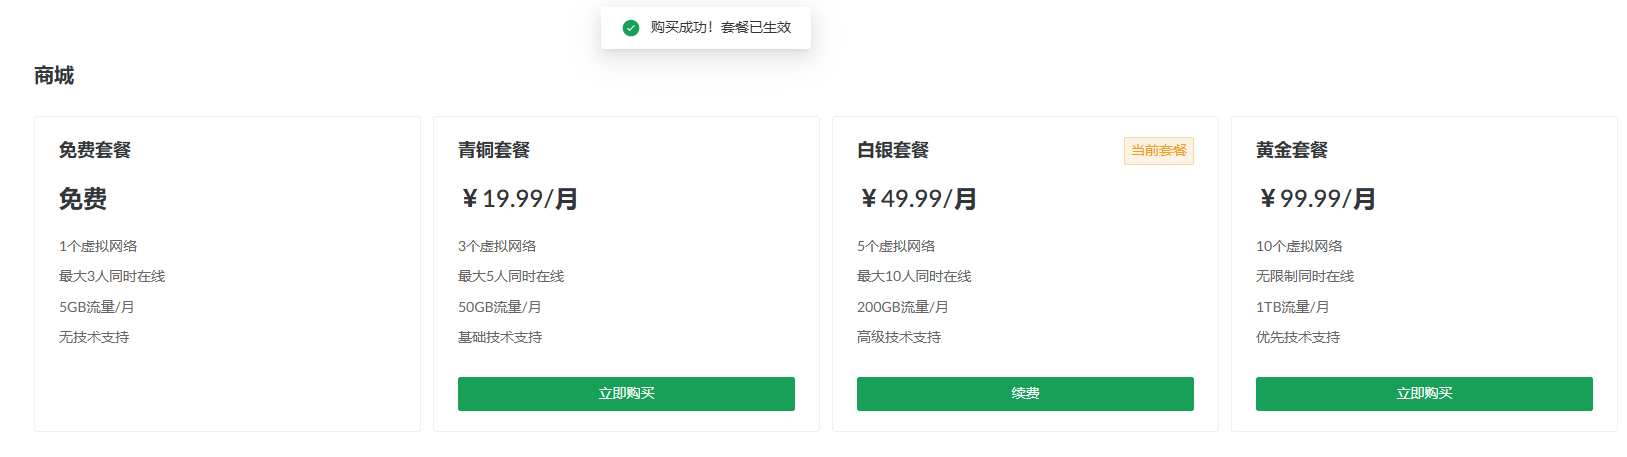 购买成功！套餐已生效
商城
免费套餐
免费
1个虚拟网络
最大3人同时在线
5GB流量/月
无技术支持
青铜套餐
￥19.99/月
3个虚拟网络
最大5人同时在线
50GB流量/月
基础技术支持
立即购买
白银套餐
当前套餐
￥49.99/月
5个虚拟网络
最大10人同时在线
200GB流量/月
高级技术支持
续费
黄金套餐
￥99.99/月
10个虚拟网络
无限制同时在线
1TB流量/月
优先技术支持
立即购买